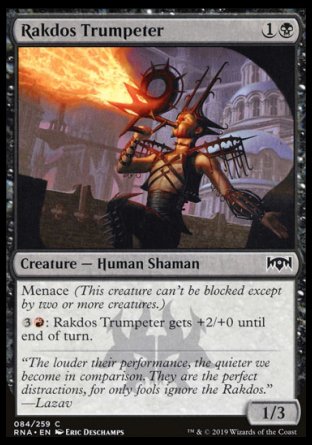 Rakdos Trumpeter 1
Creature — Human Shaman
Menace (This creature can't be blocked except
by two or more creatures.)
3: Rakdos Trumpeter gets +2/+0 until
end of turn.
"The louder their performance, the quieter we
become in comparison. They are the perfect
distractions, for only fools ignore the Rakdos."
—Lazav
1/3
084/259 C
RNA • EN Eric Deschamps
™ & © 2019 Wizards of the Coast